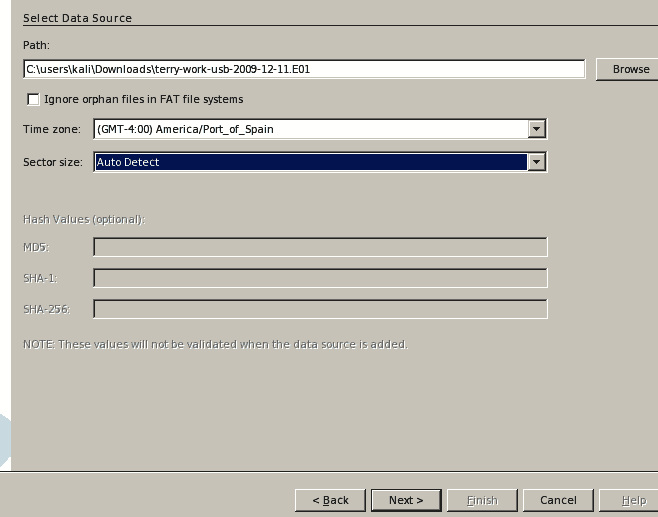 Select Data Source
Path:
C:\users\kali\Downloads\terry-work-usb-2009-12-11.E01
Browse
Ignore orphan files in FAT file systems
Time zone: (GMT-4:00) America/Port_of_Spain
Sector size: Auto Detect
Hash Values (optional):
MD5:
SHA-1:
SHA-256:
NOTE: These values will not be validated when the data source is added.
< Back Next > Finish Cancel Help